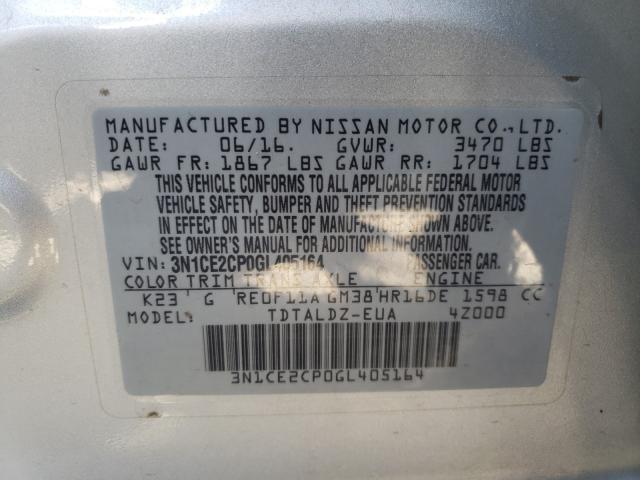 MANUFACTURED BY NISSAN MOTOR CO., LTD.
DATE: 06/16. GVWR: 3470 LBS
GAWR FR: 1867 LBS GAWR RR: 1704 LBS
THIS VEHICLE CONFORMS TO ALL APPLICABLE FEDERAL MOTOR
VEHICLE SAFETY, BUMPER AND THEFT PREVENTION STANDARDS
IN EFFECT ON THE DATE OF MANUFACTURE SHOWN ABOVE.
SEE OWNER'S MANUAL FOR ADDITIONAL INFORMATION.
VIN: 3N1CE2CP0GL405164 PASSENGER CAR.
COLOR TRIM TRANS AXLE ENGINE
K23 G RE0F11A GM38 HR16DE 1598 CC
MODEL: TDTALDZ-EUA 4Z000
3N1CE2CP0GL405164